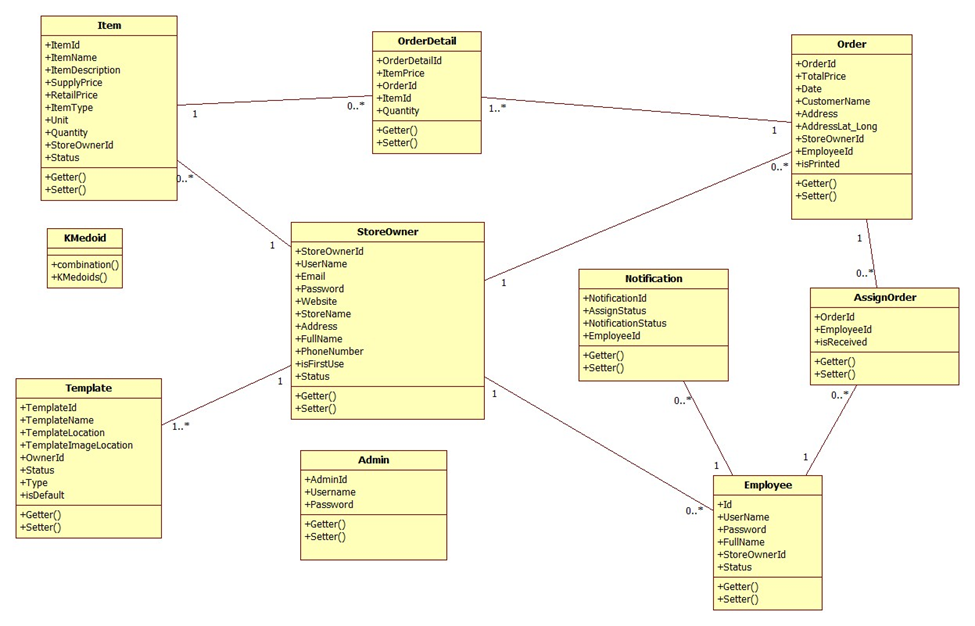 Item
+ItemId
+ItemName
+ItemDescription
+SupplyPrice
+RetailPrice
+ItemType
+Unit
+Quantity
+StoreOwnerId
+Status
+Getter()
+Setter()
1
0..*
0..*
1
OrderDetail
+OrderDetailId
+ItemPrice
+OrderId
+ItemId
+Quantity
+Getter()
+Setter()
1..*
1
Order
+OrderId
+TotalPrice
+Date
+CustomerName
+Address
+AddressLat_Long
+StoreOwnerId
+EmployeeId
+isPrinted
+Getter()
+Setter()
0..*
1
1
0..*
KMedoid
+combination()
+KMedoids()
StoreOwner
+StoreOwnerId
+UserName
+Email
+Password
+Website
+StoreName
+Address
+FullName
+PhoneNumber
+isFirstUse
+Status
+Getter()
+Setter()
1
1..*
1
0..*
Notification
+NotificationId
+AssignStatus
+NotificationStatus
+EmployeeId
+Getter()
+Setter()
0..*
1
AssignOrder
+OrderId
+EmployeeId
+isReceived
+Getter()
+Setter()
0..*
1
Template
+TemplateId
+TemplateName
+TemplateLocation
+TemplateImageLocation
+OwnerId
+Status
+Type
+isDefault
+Getter()
+Setter()
Admin
+AdminId
+Username
+Password
+Getter()
+Setter()
Employee
+Id
+UserName
+Password
+FullName
+StoreOwnerId
+Status
+Getter()
+Setter()